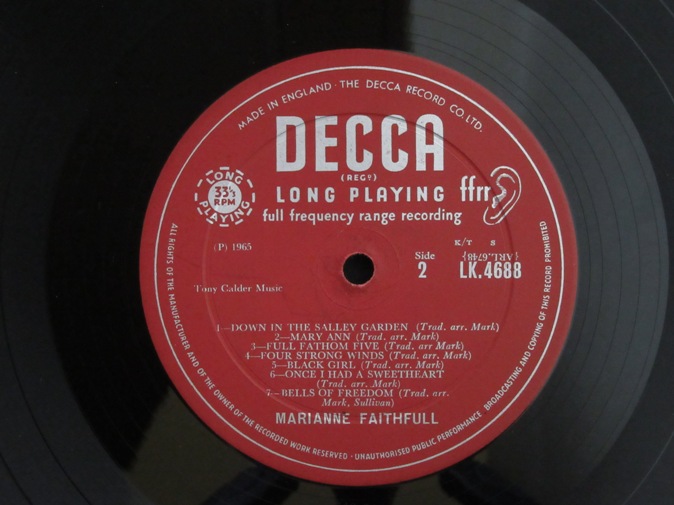 MADE IN ENGLAND · THE DECCA RECORD CO. LTD.
DECCA
(REGD)
LONG PLAYING ffrr
full frequency range recording
LONG
33⅓
RPM
PLAYING
(P) 1965
K/T S
Side {ARL.6748}
2 LK.4688
Tony Calder Music
1—DOWN IN THE SALLEY GARDEN (Trad. arr. Mark)
2—MARY ANN (Trad. arr Mark)
3—FULL FATHOM FIVE (Trad. arr Mark)
4—FOUR STRONG WINDS (Trad. arr. Mark)
5—BLACK GIRL (Trad. arr. Mark)
6—ONCE I HAD A SWEETHEART
(Trad. arr. Mark)
7—BELLS OF FREEDOM (Trad. arr.
Mark, Sullivan)
MARIANNE FAITHFULL
ALL RIGHTS OF THE MANUFACTURER AND OF THE OWNER OF THE RECORDED WORK RESERVED · UNAUTHORISED PUBLIC PERFORMANCE BROADCASTING AND COPYING OF THIS RECORD PROHIBITED